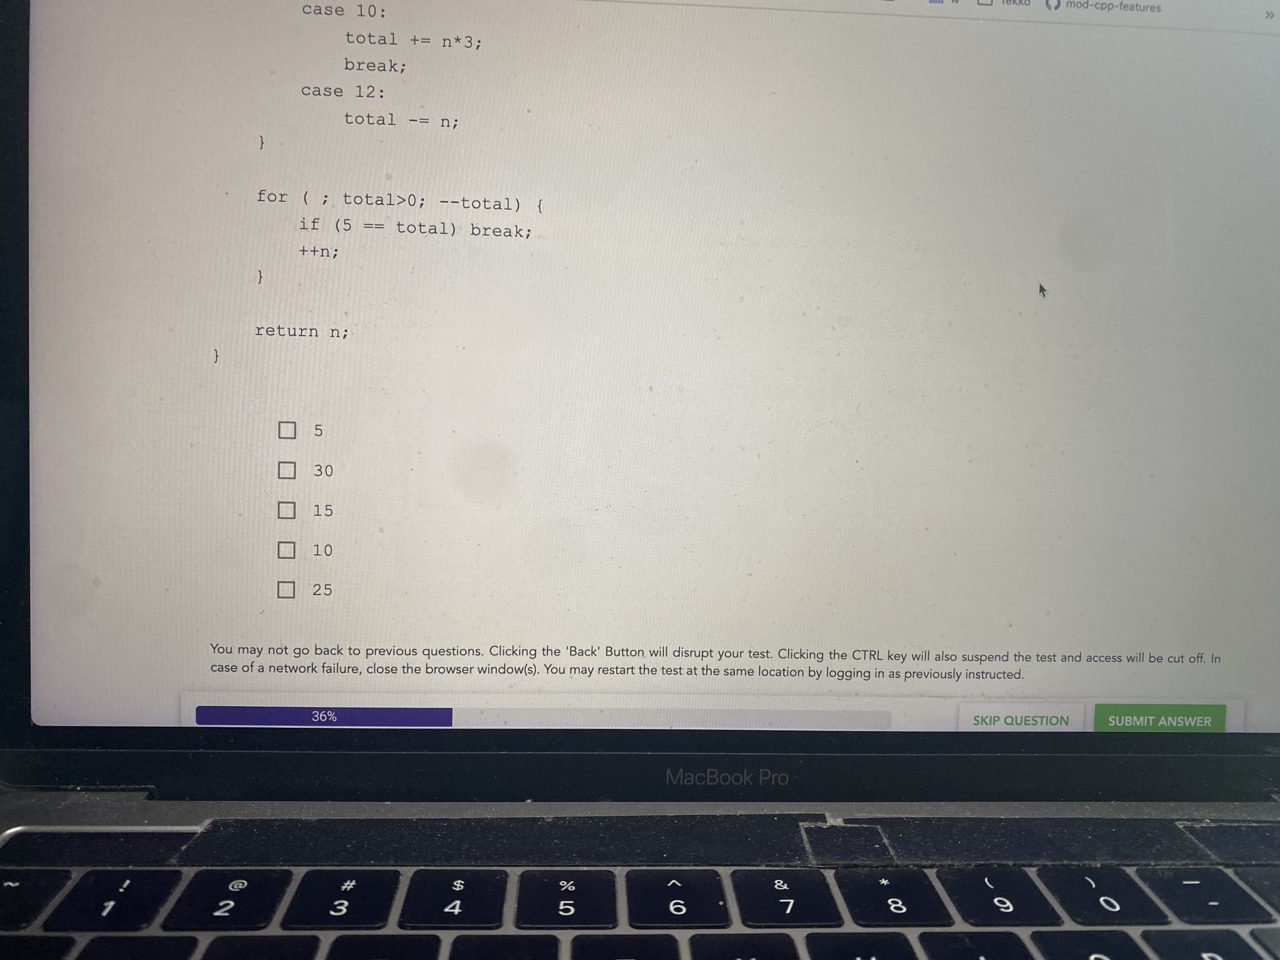 mod-cpp-features
»
case 10:
total += n*3;
break;
case 12:
total -= n;
}
for ( ; total>0; --total) {
if (5 == total) break;
++n;
}
return n;
}
5
30
15
10
25
You may not go back to previous questions. Clicking the 'Back' Button will disrupt your test. Clicking the CTRL key will also suspend the test and access will be cut off. In
case of a network failure, close the browser window(s). You may restart the test at the same location by logging in as previously instructed.
36%
SKIP QUESTION
SUBMIT ANSWER
MacBook Pro
~ ! @ # $ % ^ & * ( ) —
1 2 3 4 5 6 7 8 9 0 -